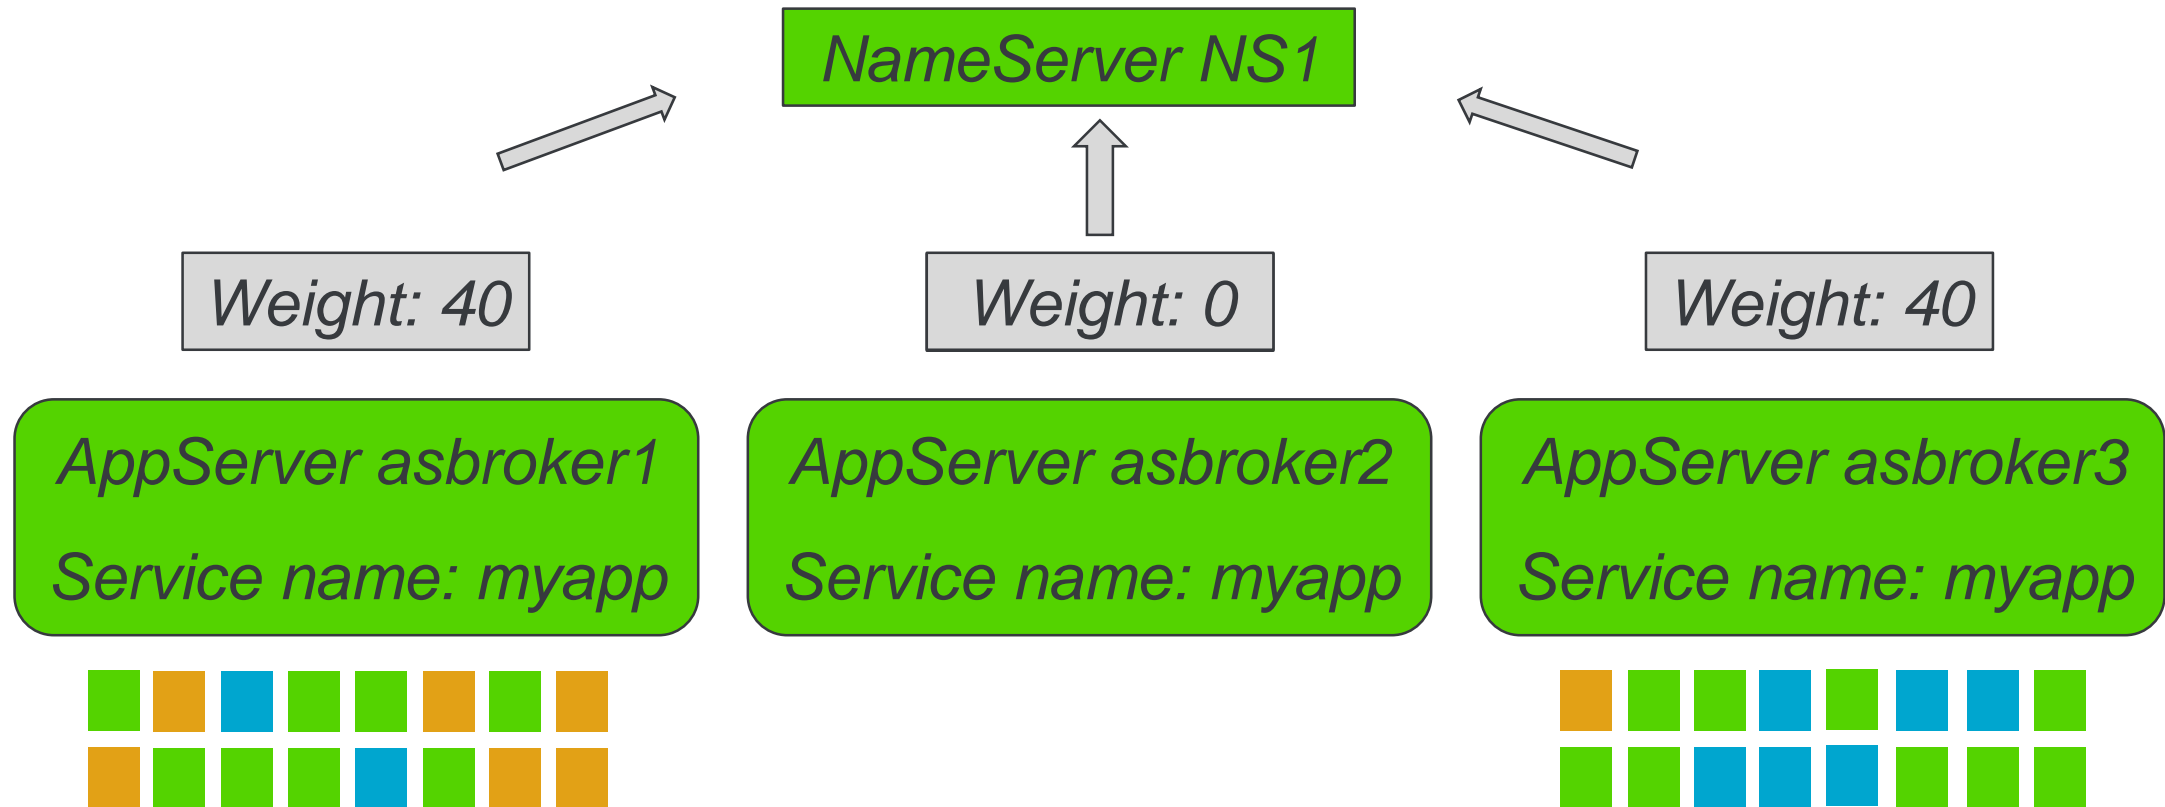 NameServer NS1
Weight: 40
Weight: 0
Weight: 40
AppServer asbroker1
Service name: myapp
AppServer asbroker2
Service name: myapp
AppServer asbroker3
Service name: myapp